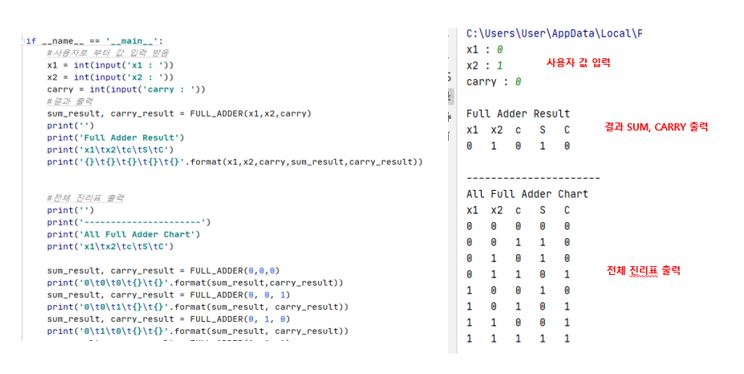 if __name__ == '__main__':
#사용자로 부터 값 입력 받음
x1 = int(input('x1 : '))
x2 = int(input('x2 : '))
carry = int(input('carry : '))
#결과 출력
sum_result, carry_result = FULL_ADDER(x1,x2,carry)
print('')
print('Full Adder Result')
print('x1\tx2\tc\tS\tC')
print('{}\t{}\t{}\t{}\t{}'.format(x1,x2,carry,sum_result,carry_result))
#전체 진리표 출력
print('')
print('----------------------')
print('All Full Adder Chart')
print('x1\tx2\tc\tS\tC')
sum_result, carry_result = FULL_ADDER(0,0,0)
print('0\t0\t0\t{}\t{}'.format(sum_result,carry_result))
sum_result, carry_result = FULL_ADDER(0, 0, 1)
print('0\t0\t1\t{}\t{}'.format(sum_result, carry_result))
sum_result, carry_result = FULL_ADDER(0, 1, 0)
print('0\t1\t0\t{}\t{}'.format(sum_result, carry_result))
C:\Users\User\AppData\Local\P
x1 : 0
x2 : 1
사용자 값 입력
carry : 0
Full Adder Result
x1 x2 c S C
결과 SUM, CARRY 출력
0 1 0 1 0
----------------------
All Full Adder Chart
x1 x2 c S C
0 0 0 0 0
0 0 1 1 0
0 1 0 1 0
0 1 1 0 1
전체 진리표 출력
1 0 0 1 0
1 0 1 0 1
1 1 0 0 1
1 1 1 1 1